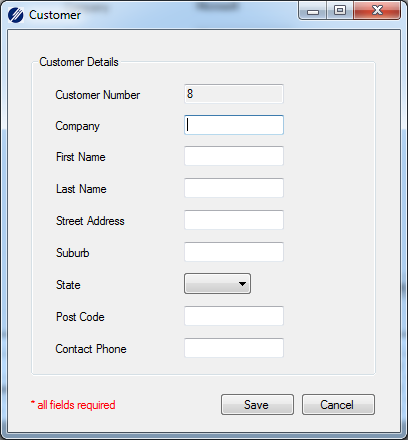 Customer
Customer Details
Customer Number 8
Company
First Name
Last Name
Street Address
Suburb
State
Post Code
Contact Phone
* all fields required
Save Cancel